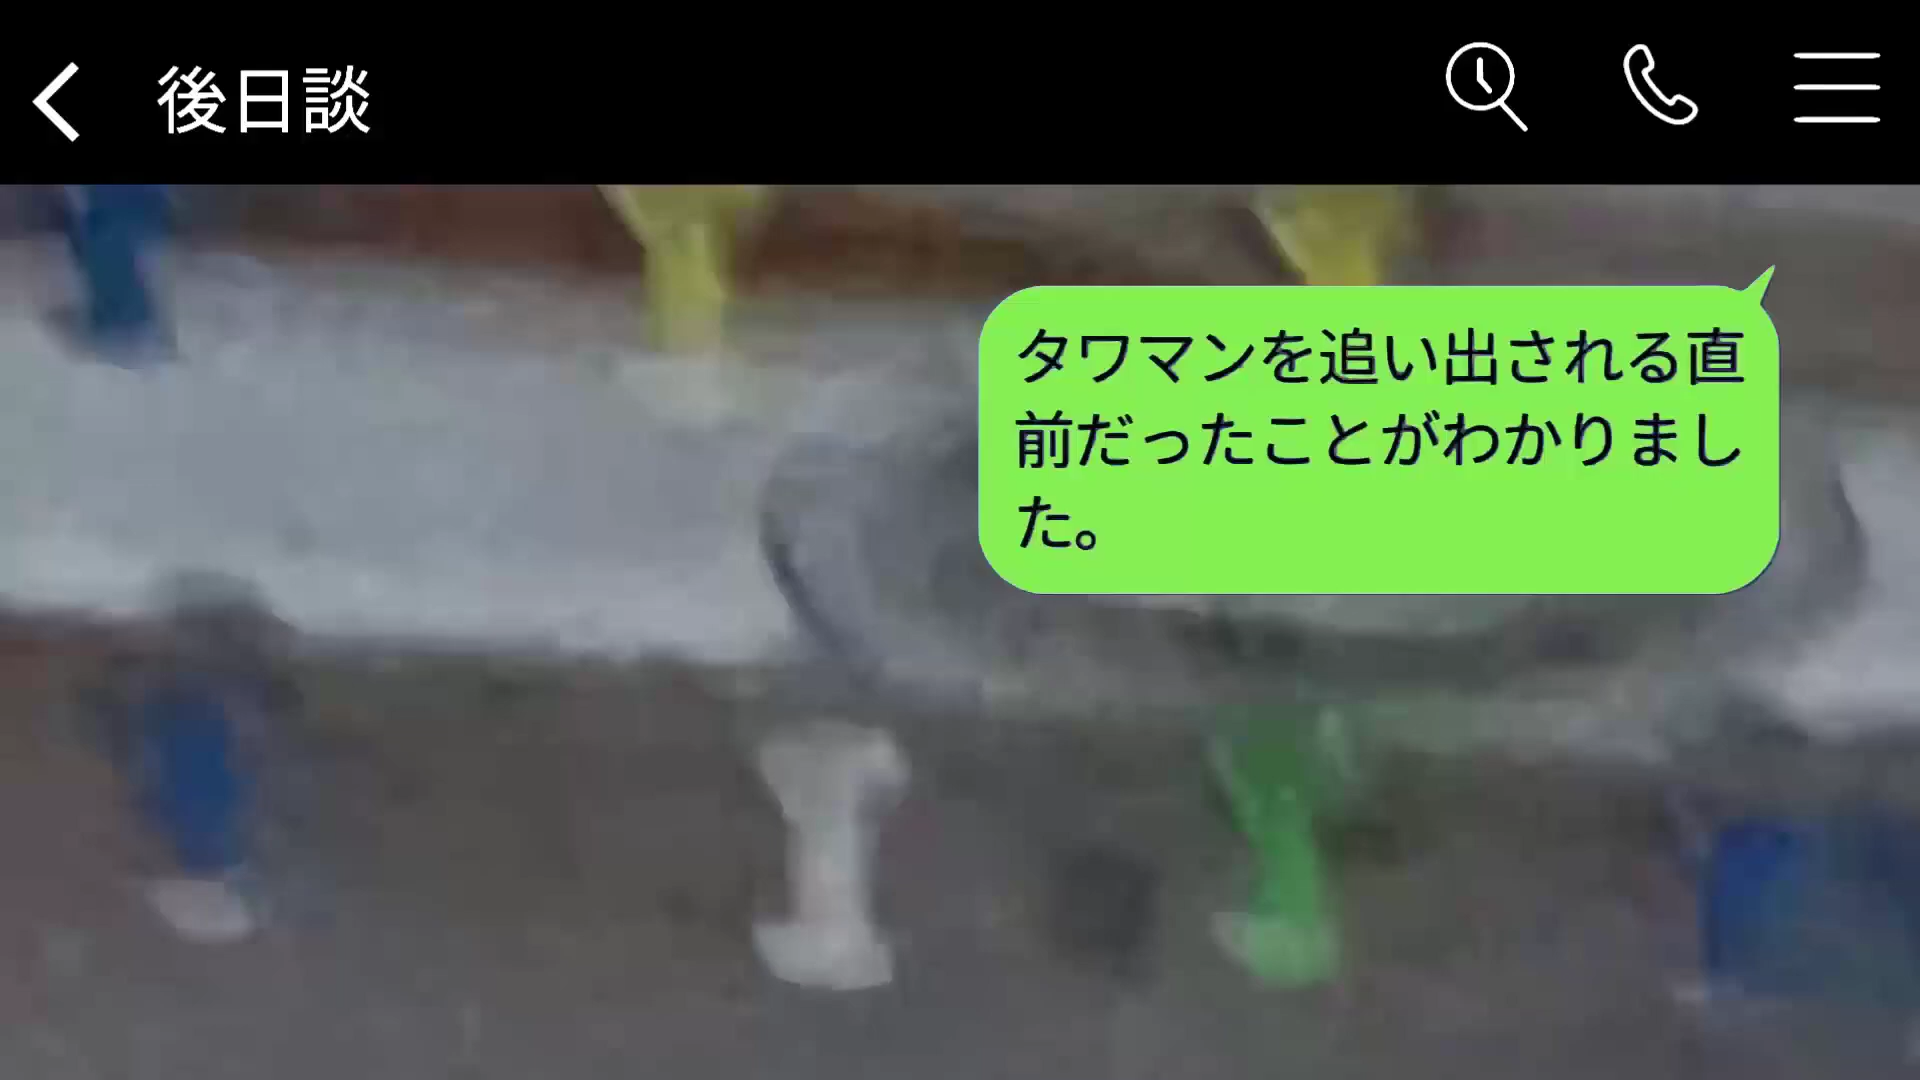 後日談
タワマンを追い出される直
前だったことがわかりまし
た。